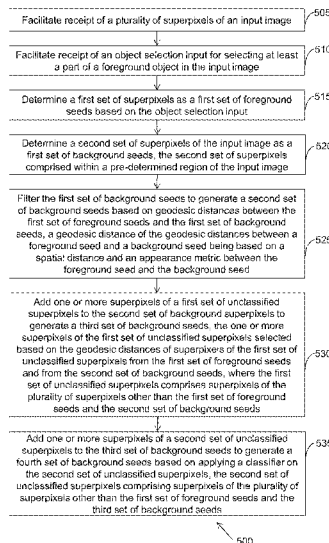 Facilitate receipt of a plurality of superpixels of an input image
505
Facilitate receipt of an object selection input for selecting at
least a part of a foreground object in the input image
510
Determine a first set of superpixels as a first set of foreground
seeds based on the object selection input
515
Determine a second set of superpixels of the input image as a
first set of background seeds, the second set of superpixels
comprised within a pre-determined region of the input image
520
Filter the first set of background seeds to generate a second set
of background seeds based on geodesic distances between the
first set of foreground seeds and the first set of background
seeds, a geodesic distance of the geodesic distances between a
foreground seed and a background seed being based on a
spatial distance and an appearance metric between the
foreground seed and the background seed
525
Add one or more superpixels of a first set of unclassified
superpixels to the second set of background superpixels to
generate a third set of background seeds, the one or more
superpixels of the first set of unclassified superpixels selected
based on the geodesic distances of superpixels of the first set of
unclassified superpixels from the first set of foreground seeds
and from the second set of background seeds, where the first
set of unclassified superpixels comprises superpixels of the
plurality of superpixels other than the first set of foreground
seeds and the second set of background seeds
530
Add one or more superpixels of a second set of unclassified
superpixels to the third set of background seeds to generate a
fourth set of background seeds based on applying a classifier on
the second set of unclassified superpixels, the second set of
unclassified superpixels comprising superpixels of the plurality of
superpixels other than the first set of foreground seeds and the
third set of background seeds
535
500